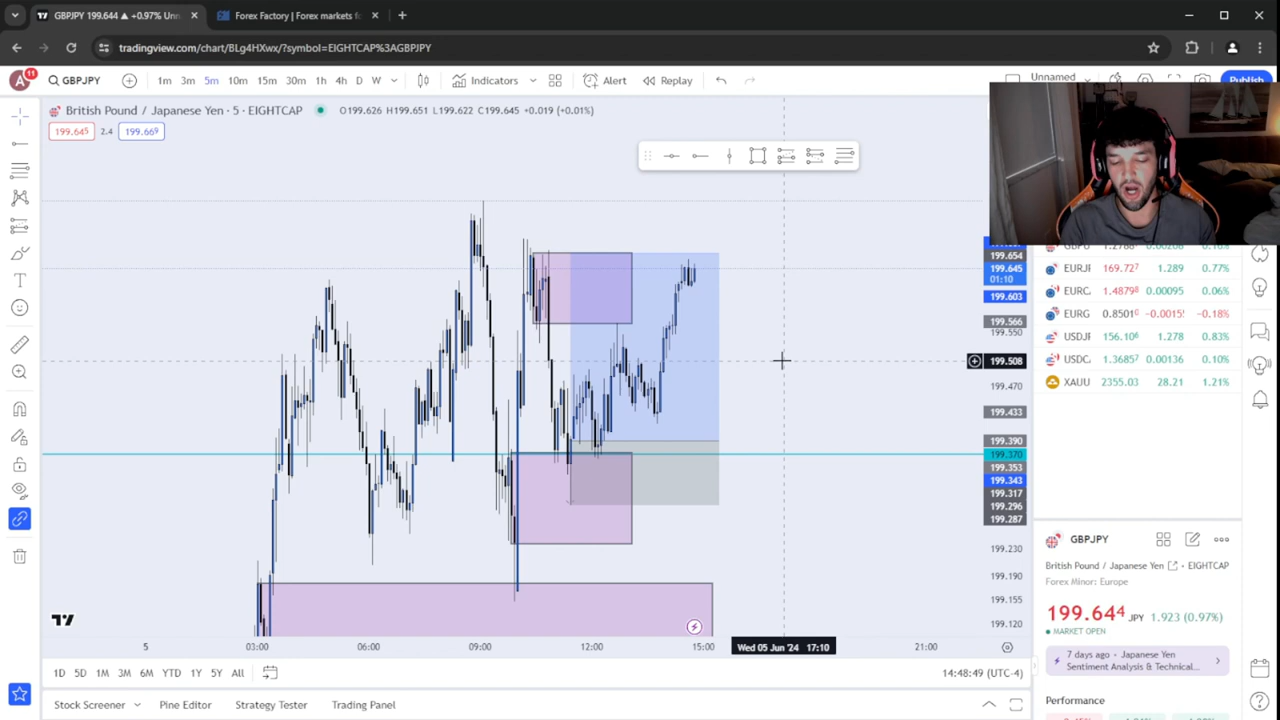 GBPJPY 199.644 ▲ +0.97% Unn
Forex Factory | Forex markets fo
tradingview.com/chart/BLg4HXwx/?symbol=EIGHTCAP%3AGBPJPY
11
GBPJPY
1m 3m 5m 10m 15m 30m 1h 4h D W
Indicators
Alert
Replay
Unnamed
Publish
British Pound / Japanese Yen · 5 · EIGHTCAP
O199.626 H199.651 L199.622 C199.645 +0.019 (+0.01%)
199.645 2.4 199.669
199.654
199.645
01:10
199.603
199.566
199.550
199.508
199.470
199.433
199.390
199.370
199.353
199.343
199.317
199.296
199.287
199.230
199.190
199.155
199.120
EURJ 169.727 1.289 0.77%
EURC 1.48798 0.00095 0.06%
EURG 0.8501 -0.0015 -0.18%
USDJF 156.106 1.278 0.83%
USDC 1.36857 0.00136 0.10%
XAUU 2355.03 28.21 1.21%
GBPJPY
British Pound / Japanese Yen EIGHTCAP
Forex Minor: Europe
199.644 JPY 1.923 (0.97%)
MARKET OPEN
7 days ago · Japanese Yen
Sentiment Analysis & Technical...
Performance
5 03:00 06:00 09:00 12:00 15:00 Wed 05 Jun '24 17:10 21:00
1D 5D 1M 3M 6M YTD 1Y 5Y All
14:48:49 (UTC-4)
Stock Screener Pine Editor Strategy Tester Trading Panel